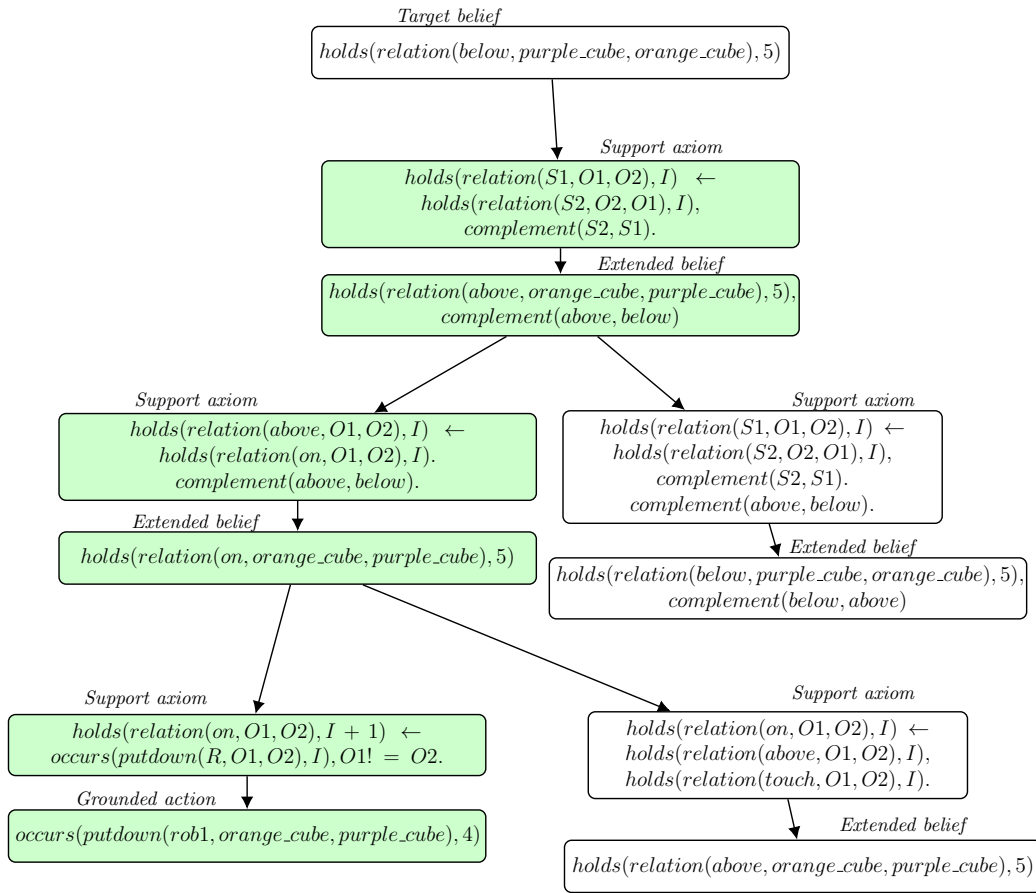 Target belief
holds(relation(below, purple_cube, orange_cube), 5)
Support axiom
holds(relation(S1, O1, O2), I) ←
holds(relation(S2, O2, O1), I),
complement(S2, S1).
Extended belief
holds(relation(above, orange_cube, purple_cube), 5),
complement(above, below)
Support axiom
holds(relation(above, O1, O2), I) ←
holds(relation(on, O1, O2), I).
complement(above, below).
Extended belief
holds(relation(on, orange_cube, purple_cube), 5)
Support axiom
holds(relation(S1, O1, O2), I) ←
holds(relation(S2, O2, O1), I),
complement(S2, S1).
complement(above, below).
Extended belief
holds(relation(below, purple_cube, orange_cube), 5),
complement(below, above)
Support axiom
holds(relation(on, O1, O2), I + 1) ←
occurs(putdown(R, O1, O2), I), O1! = O2.
Grounded action
occurs(putdown(rob1, orange_cube, purple_cube), 4)
Support axiom
holds(relation(on, O1, O2), I) ←
holds(relation(above, O1, O2), I),
holds(relation(touch, O1, O2), I).
Extended belief
holds(relation(above, orange_cube, purple_cube), 5)